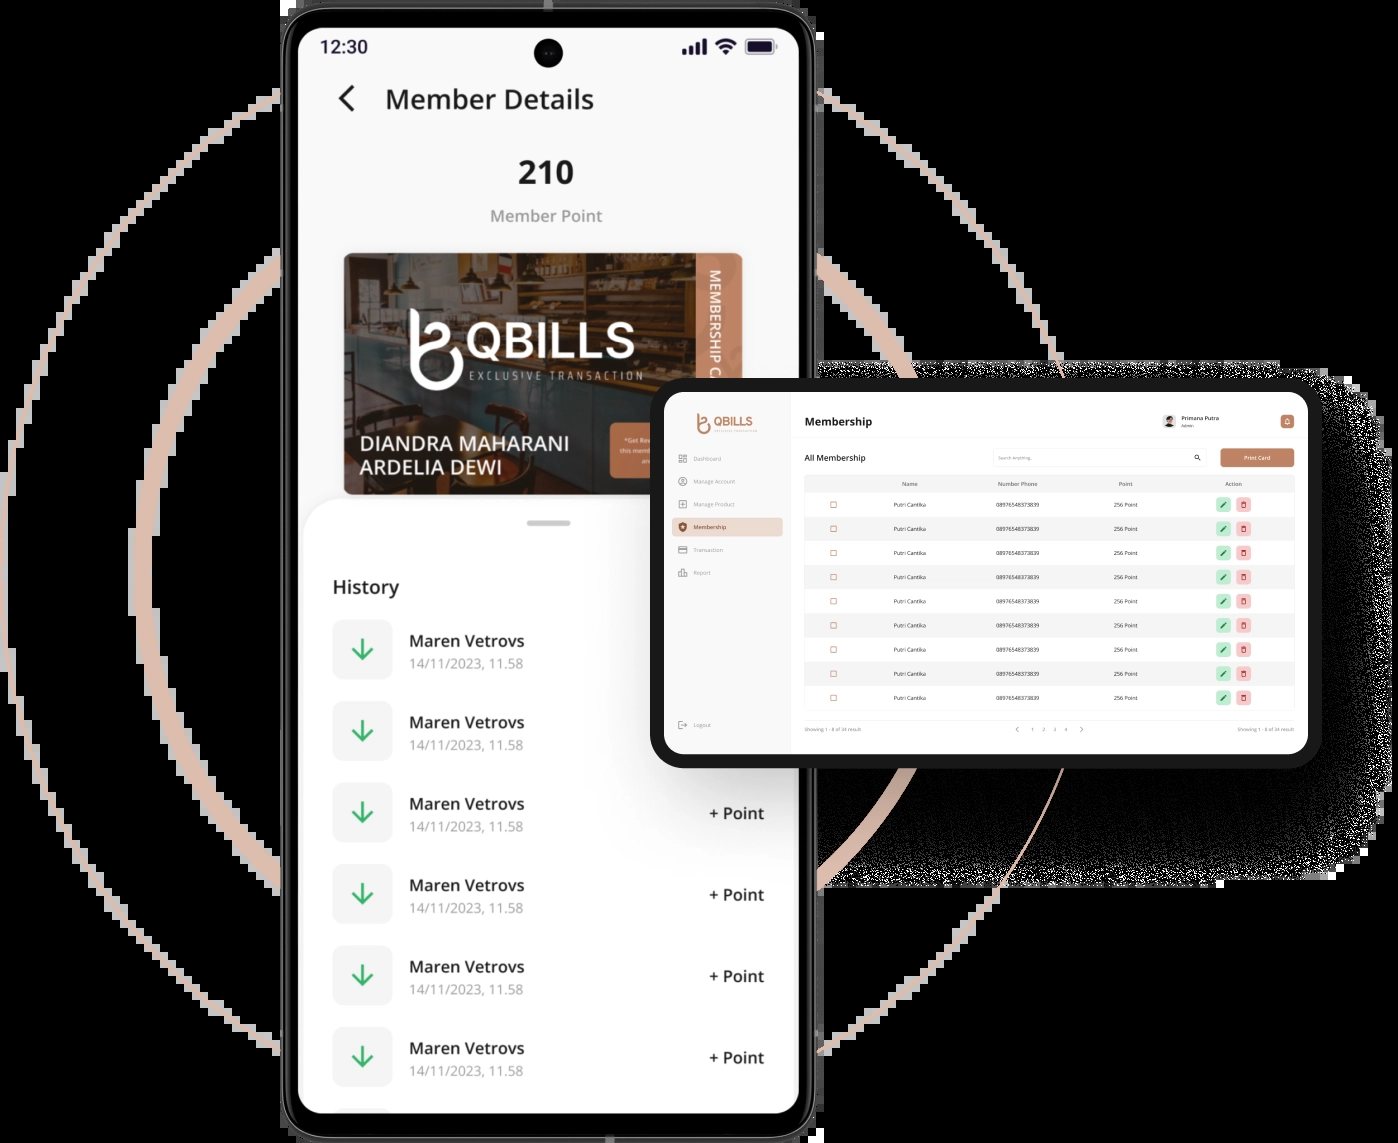 12:30
Member Details
210
Member Point
QBILLS
EXCLUSIVE TRANSACTION
MEMBERSHIP
DIANDRA MAHARANI
ARDELIA DEWI
*Get
this
History
Maren Vetrovs
14/11/2023, 11.58
Maren Vetrovs
14/11/2023, 11.58
Maren Vetrovs
14/11/2023, 11.58
+ Point
Maren Vetrovs
14/11/2023, 11.58
+ Point
Maren Vetrovs
14/11/2023, 11.58
+ Point
Maren Vetrovs
14/11/2023, 11.58
+ Point
QBILLS
EXCLUSIVE TRANSACTION
Dashboard
Manage Account
Manage Product
Membership
Transaction
Report
Logout
Membership
Primana Putra
Admin
All Membership
Search Anything..
Print Card
Name Number Phone Point Action
Putri Cantika 08976548373839 256 Point
Putri Cantika 08976548373839 256 Point
Putri Cantika 08976548373839 256 Point
Putri Cantika 08976548373839 256 Point
Putri Cantika 08976548373839 256 Point
Putri Cantika 08976548373839 256 Point
Putri Cantika 08976548373839 256 Point
Putri Cantika 08976548373839 256 Point
Putri Cantika 08976548373839 256 Point
Showing 1 - 8 of 34 result 1 2 3 4 Showing 1 - 8 of 34 result